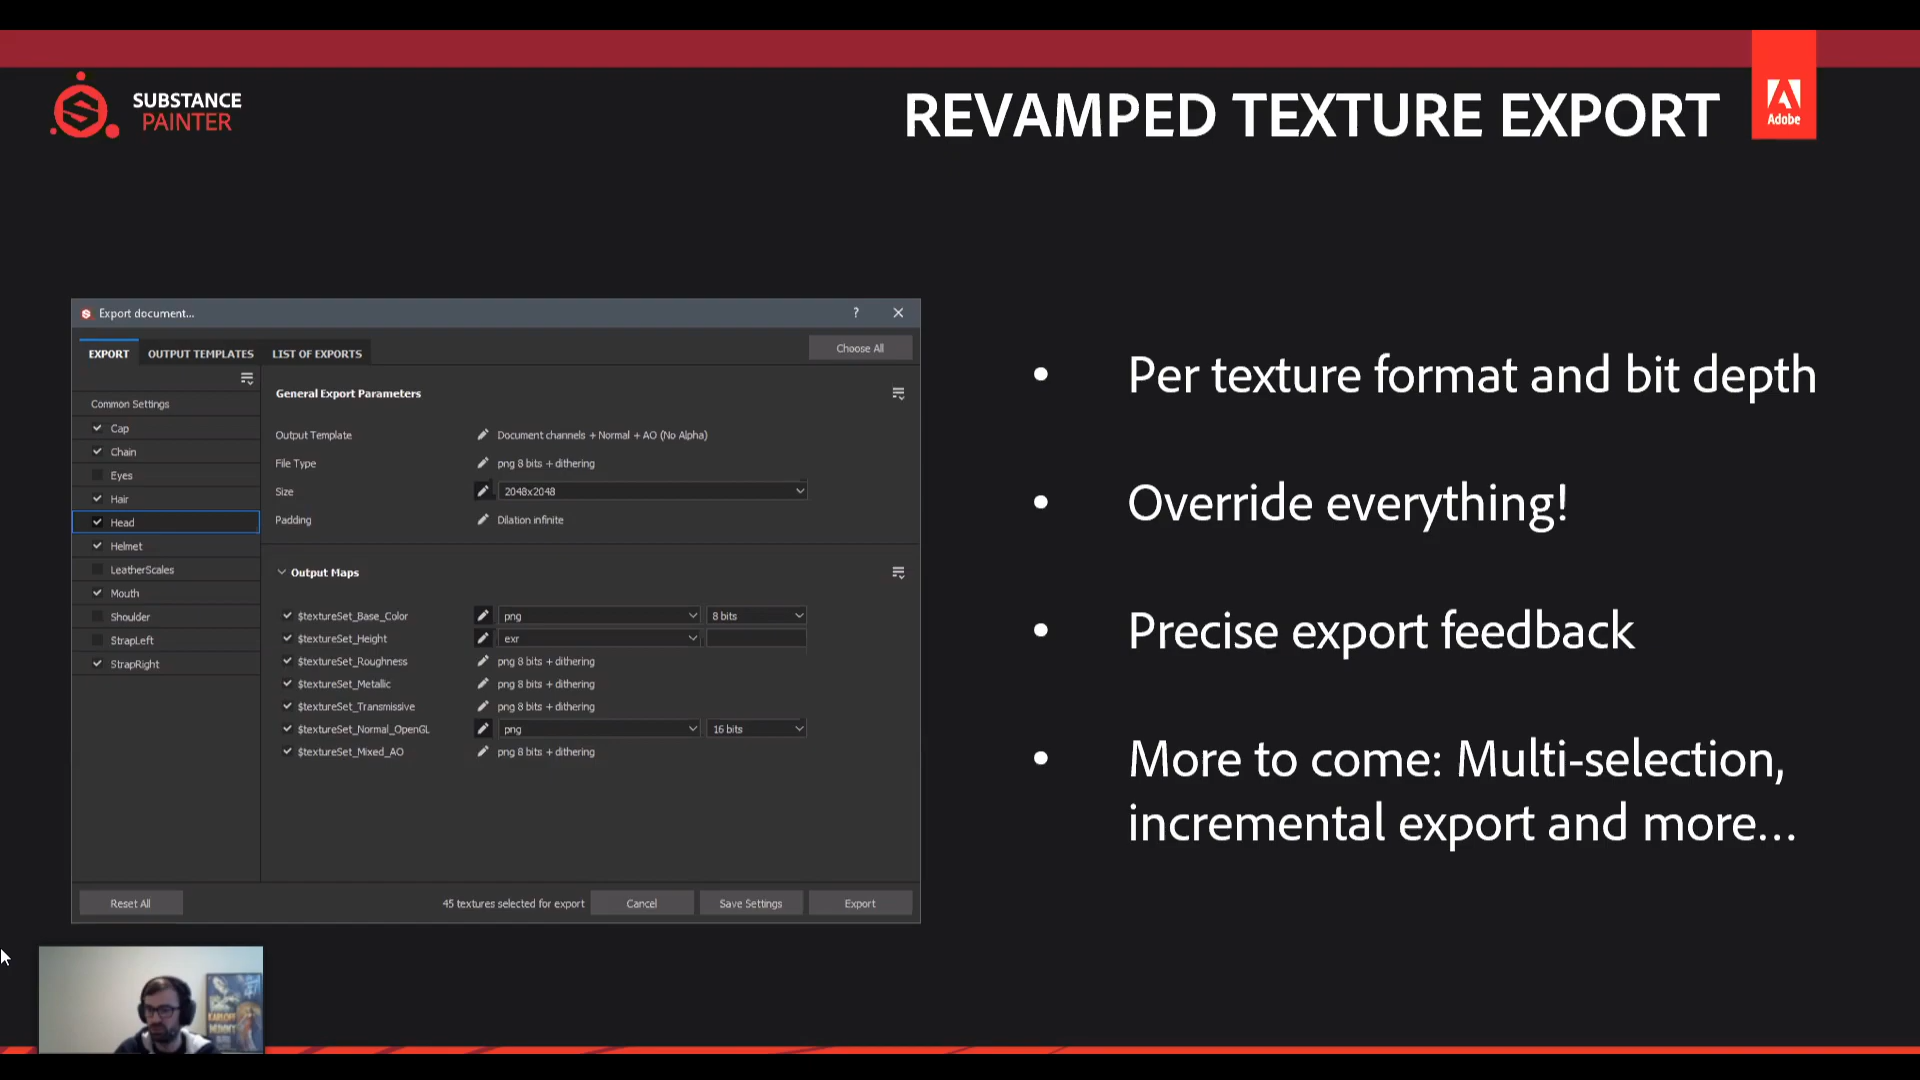 SUBSTANCE
PAINTER
REVAMPED TEXTURE EXPORT
Adobe
Export document...
?
EXPORT
OUTPUT TEMPLATES
LIST OF EXPORTS
Choose All
Common Settings
Cap
Chain
Eyes
Hair
Head
Helmet
LeatherScales
Mouth
Shoulder
StrapLeft
StrapRight
General Export Parameters
Output Template Document channels + Normal + AO (No Alpha)
File Type png 8 bits + dithering
Size 2048x2048
Padding Dilation infinite
Output Maps
$textureSet_Base_Color png 8 bits
$textureSet_Height exr
$textureSet_Roughness png 8 bits + dithering
$textureSet_Metallic png 8 bits + dithering
$textureSet_Transmissive png 8 bits + dithering
$textureSet_Normal_OpenGL png 16 bits
$textureSet_Mixed_AO png 8 bits + dithering
Reset All
45 textures selected for export
Cancel
Save Settings
Export
• Per texture format and bit depth
• Override everything!
• Precise export feedback
• More to come: Multi-selection,
incremental export and more...
KARLOFF
MUMMY